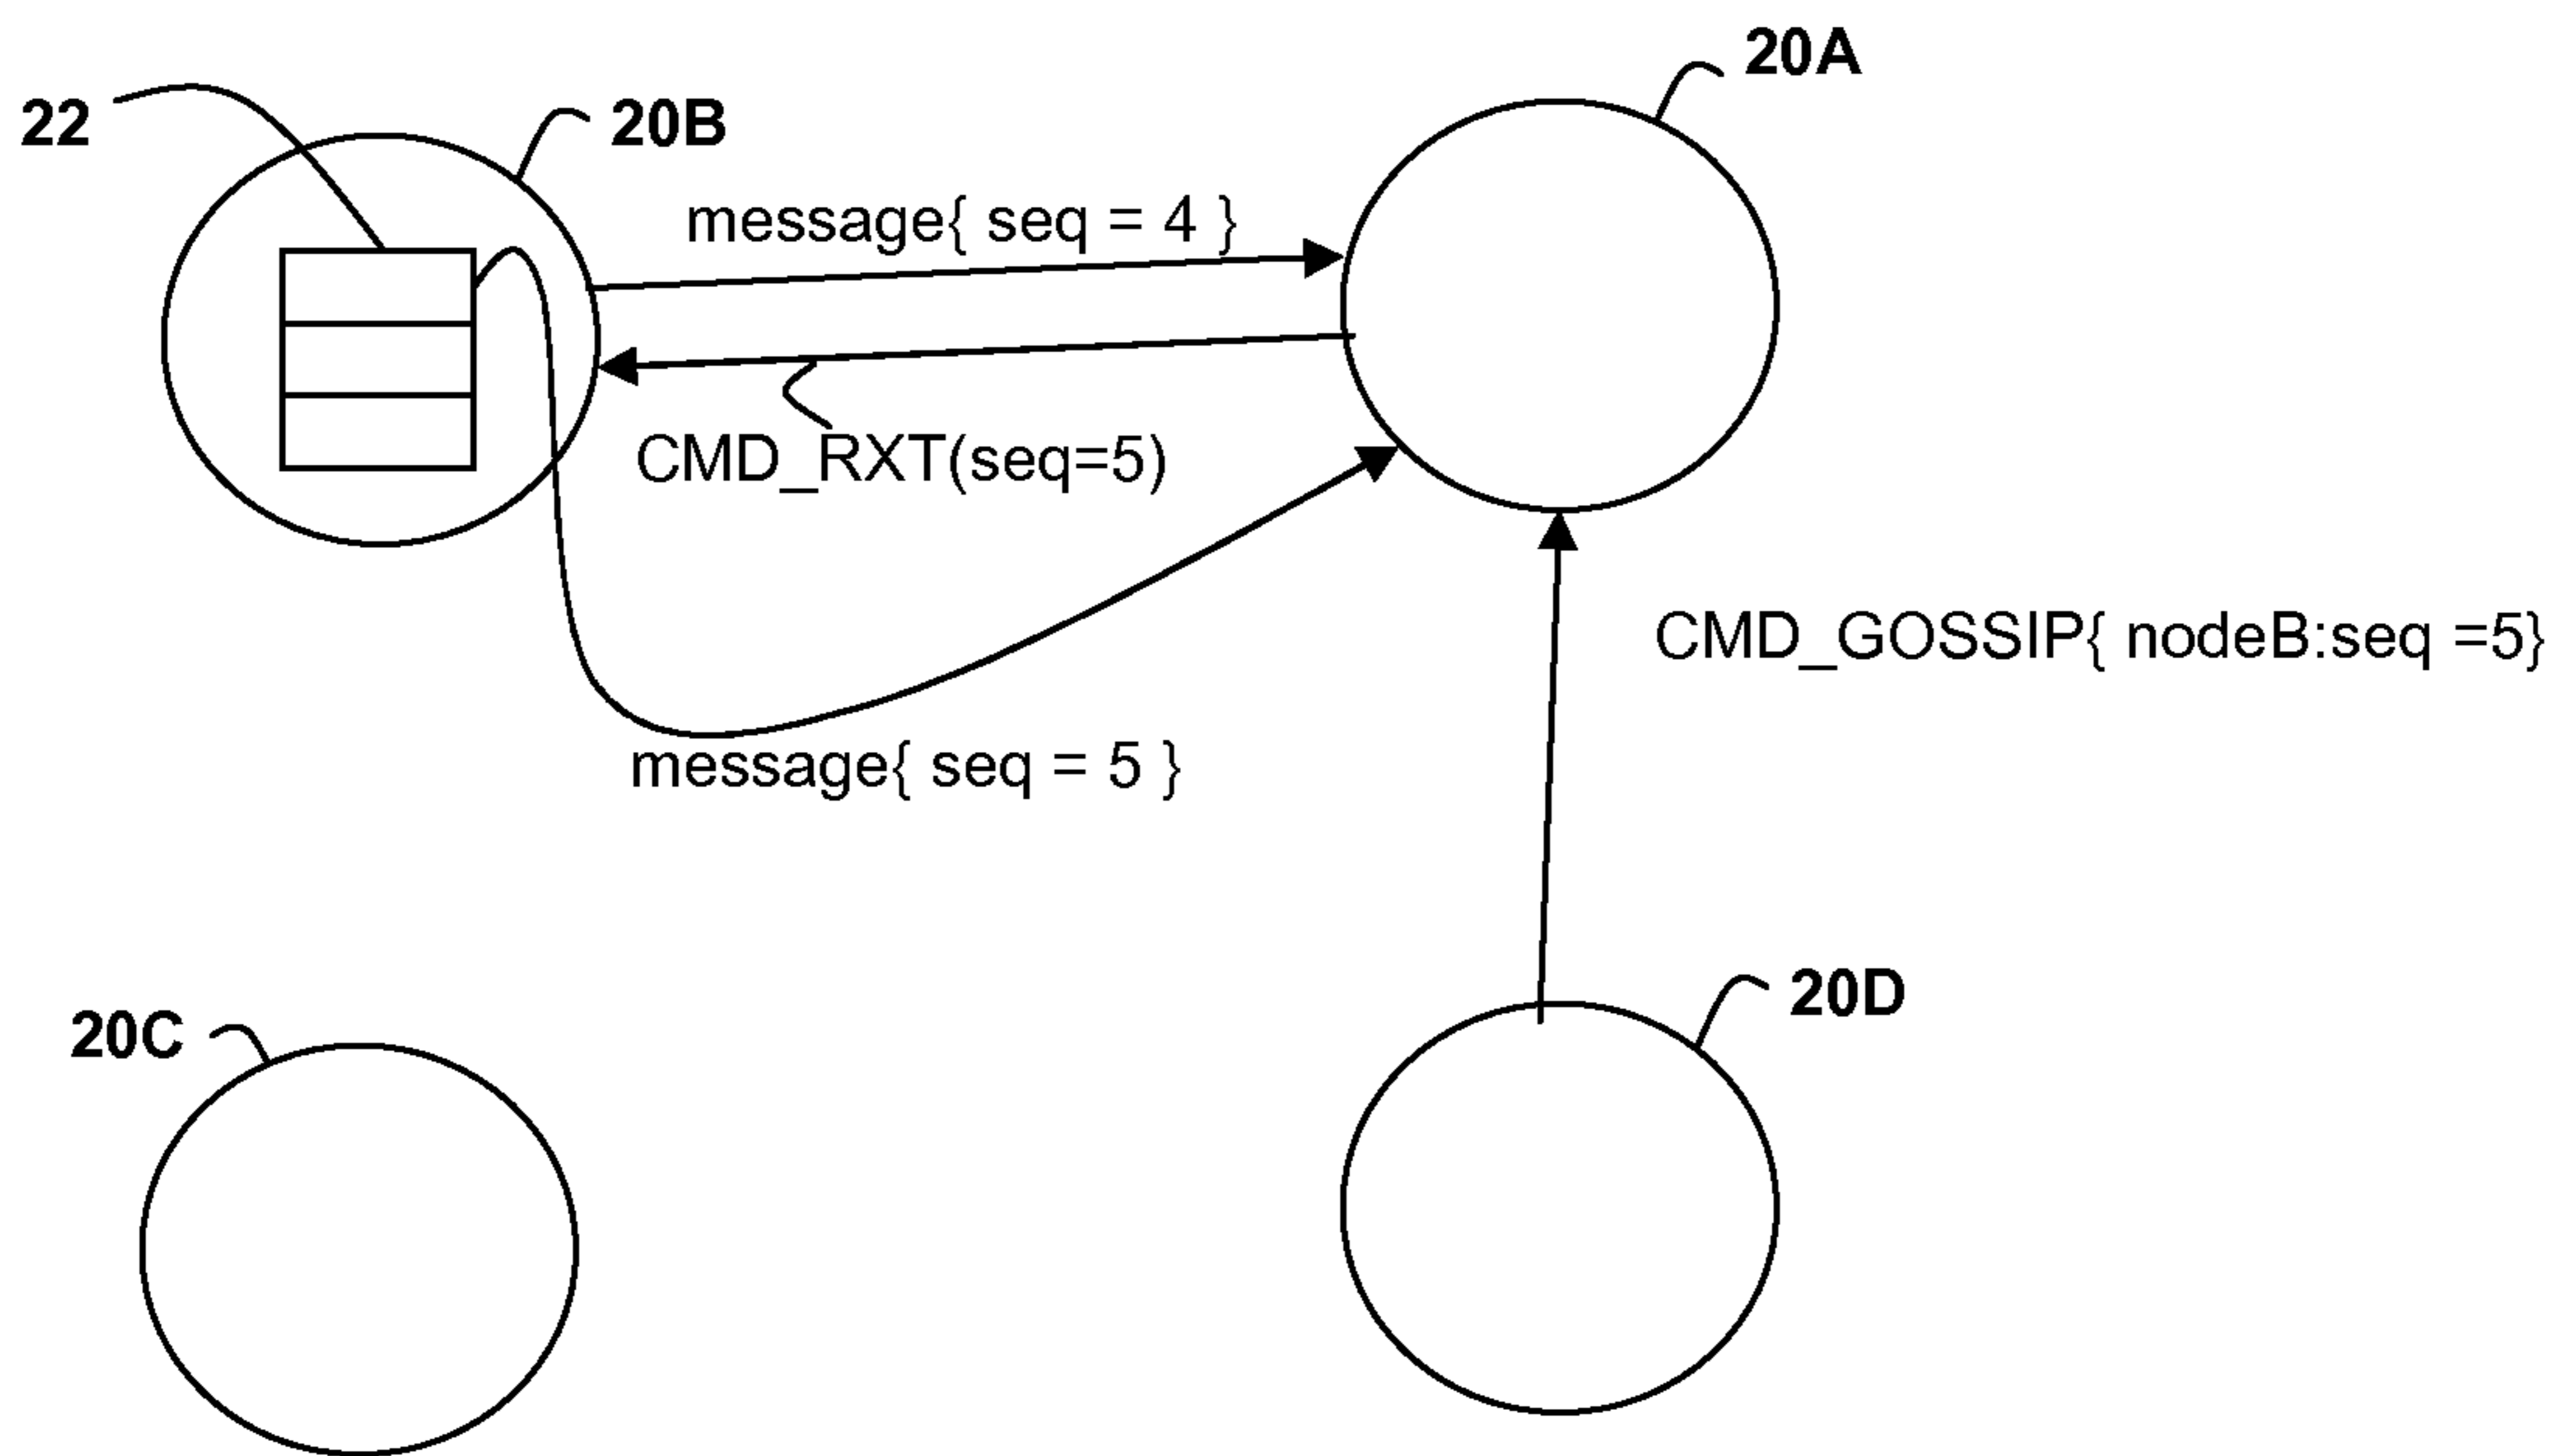 20A
22
20B
message{ seq = 4 }
CMD_RXT(seq=5)
CMD_GOSSIP{ nodeB:seq =5}
message{ seq = 5 }
20D
20C